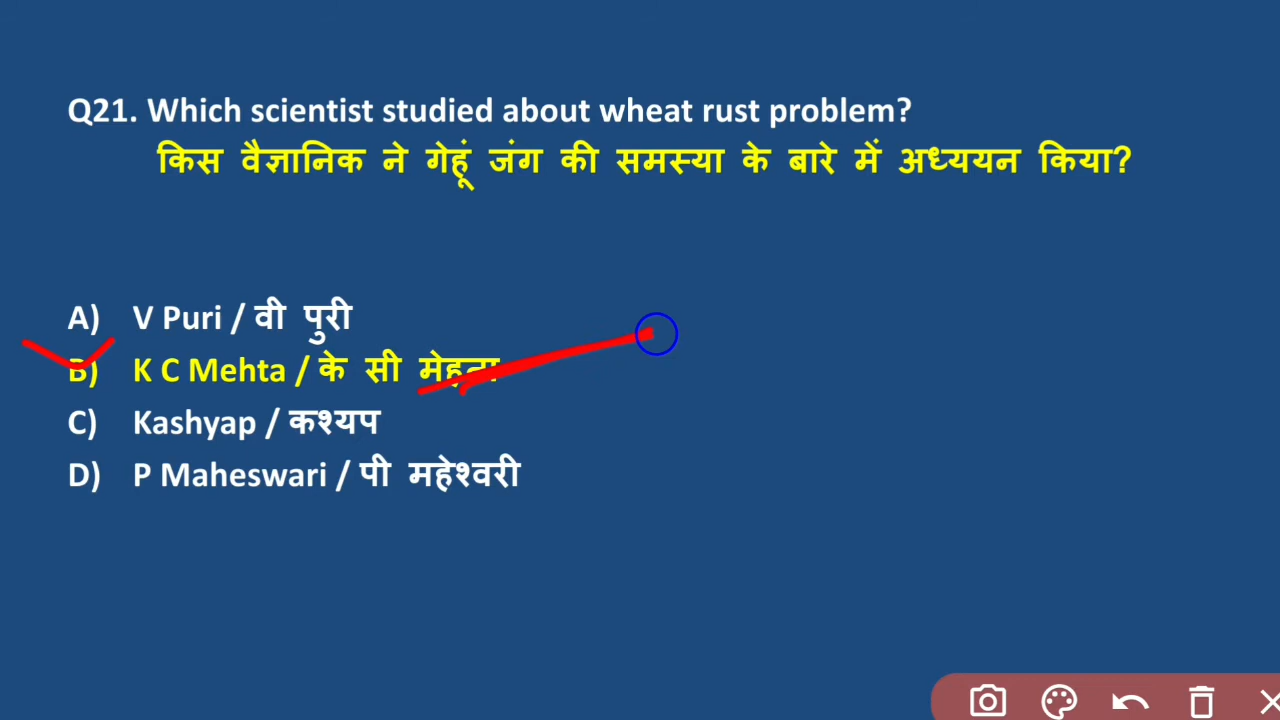 Q21. Which scientist studied about wheat rust problem?
किस वैज्ञानिक ने गेहूं जंग की समस्या के बारे में अध्ययन किया?
A) V Puri / वी पुरी
B) K C Mehta / के सी मेहता
C) Kashyap / कश्यप
D) P Maheswari / पी महेश्वरी